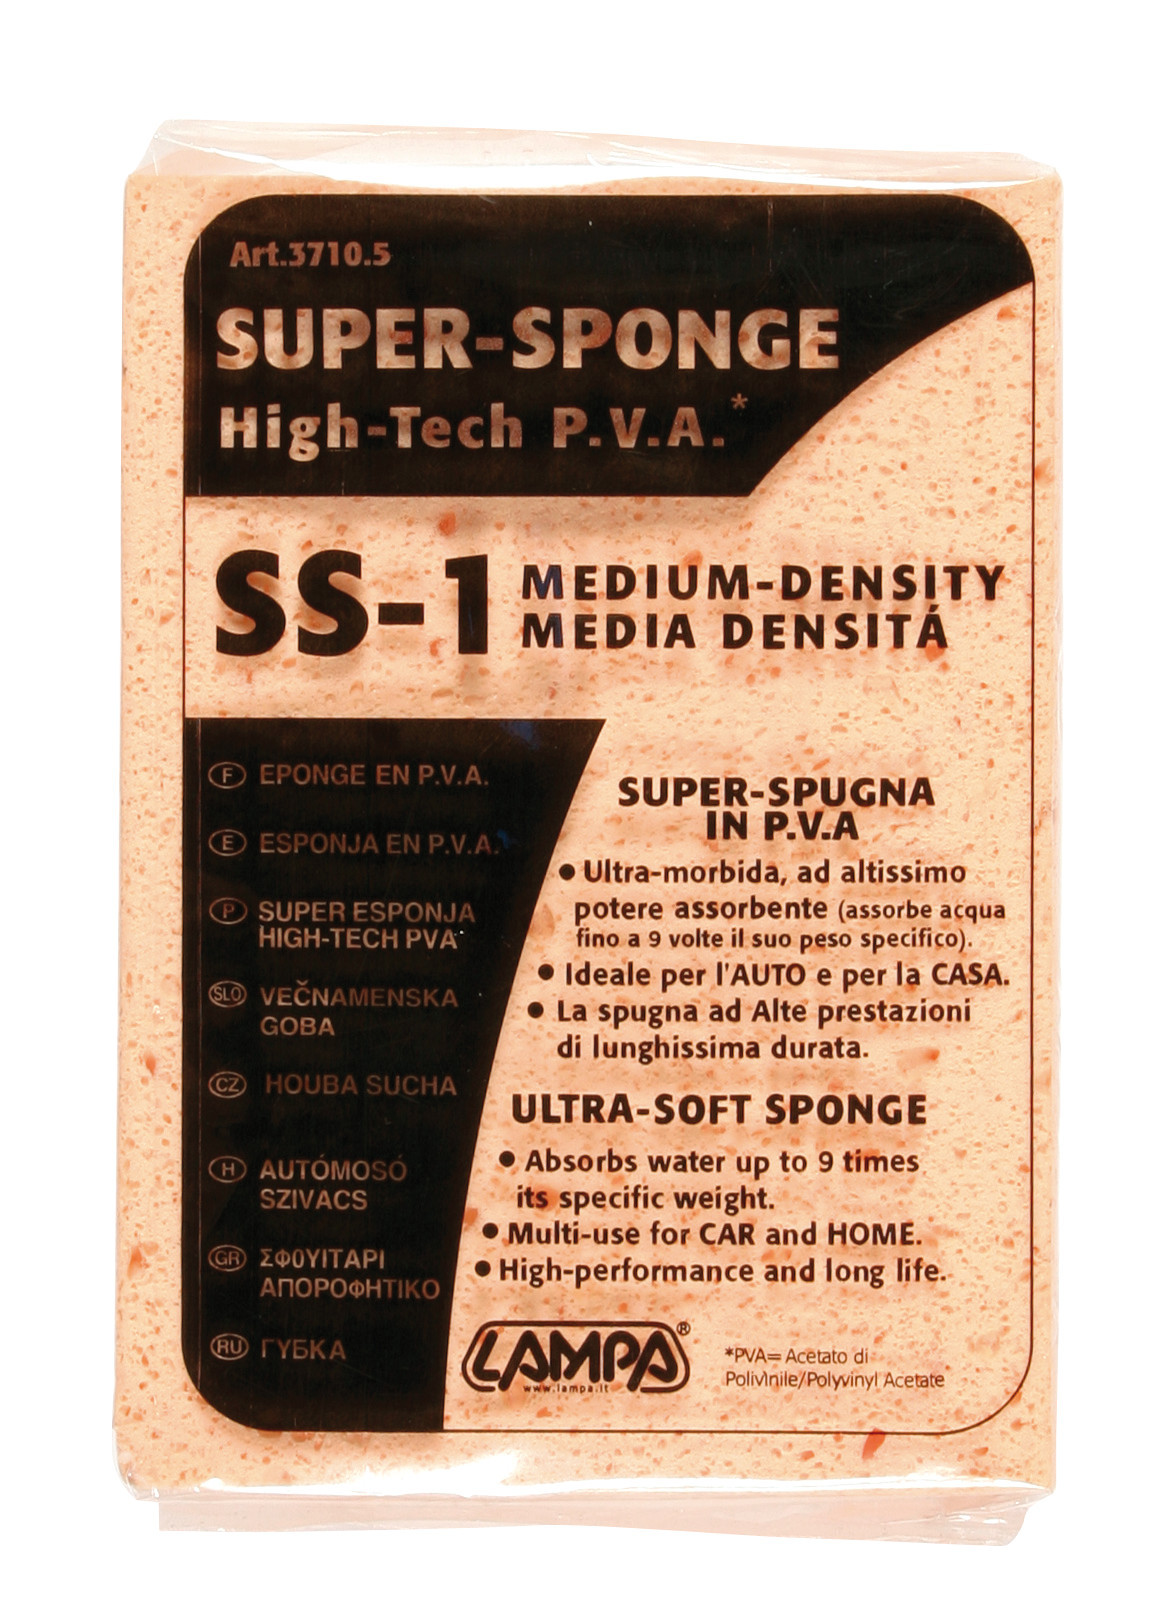 Art.3710.5
SUPER-SPONGE
High-Tech P.V.A.*
SS-1
MEDIUM-DENSITY
MEDIA DENSITÁ
F EPONGE EN P.V.A.
E ESPONJA EN P.V.A.
P SUPER ESPONJA
HIGH-TECH PVA
SLO VEČNAMENSKA
GOBA
CZ HOUBA SUCHA
H AUTÓMOSÓ
SZIVACS
GR ΣΦΟΥΙΤΑΡΙ
ΑΠΟΡΟΦΗΤΙΚΟ
RU ГУБКА
SUPER-SPUGNA
IN P.V.A
• Ultra-morbida, ad altissimo
potere assorbente (assorbe acqua
fino a 9 volte il suo peso specifico).
• Ideale per l'AUTO e per la CASA.
• La spugna ad Alte prestazioni
di lunghissima durata.
ULTRA-SOFT SPONGE
• Absorbs water up to 9 times
its specific weight.
• Multi-use for CAR and HOME.
• High-performance and long life.
LAMPA®
www.lampa.it
*PVA= Acetato di
Polivinile/Polyvinyl Acetate